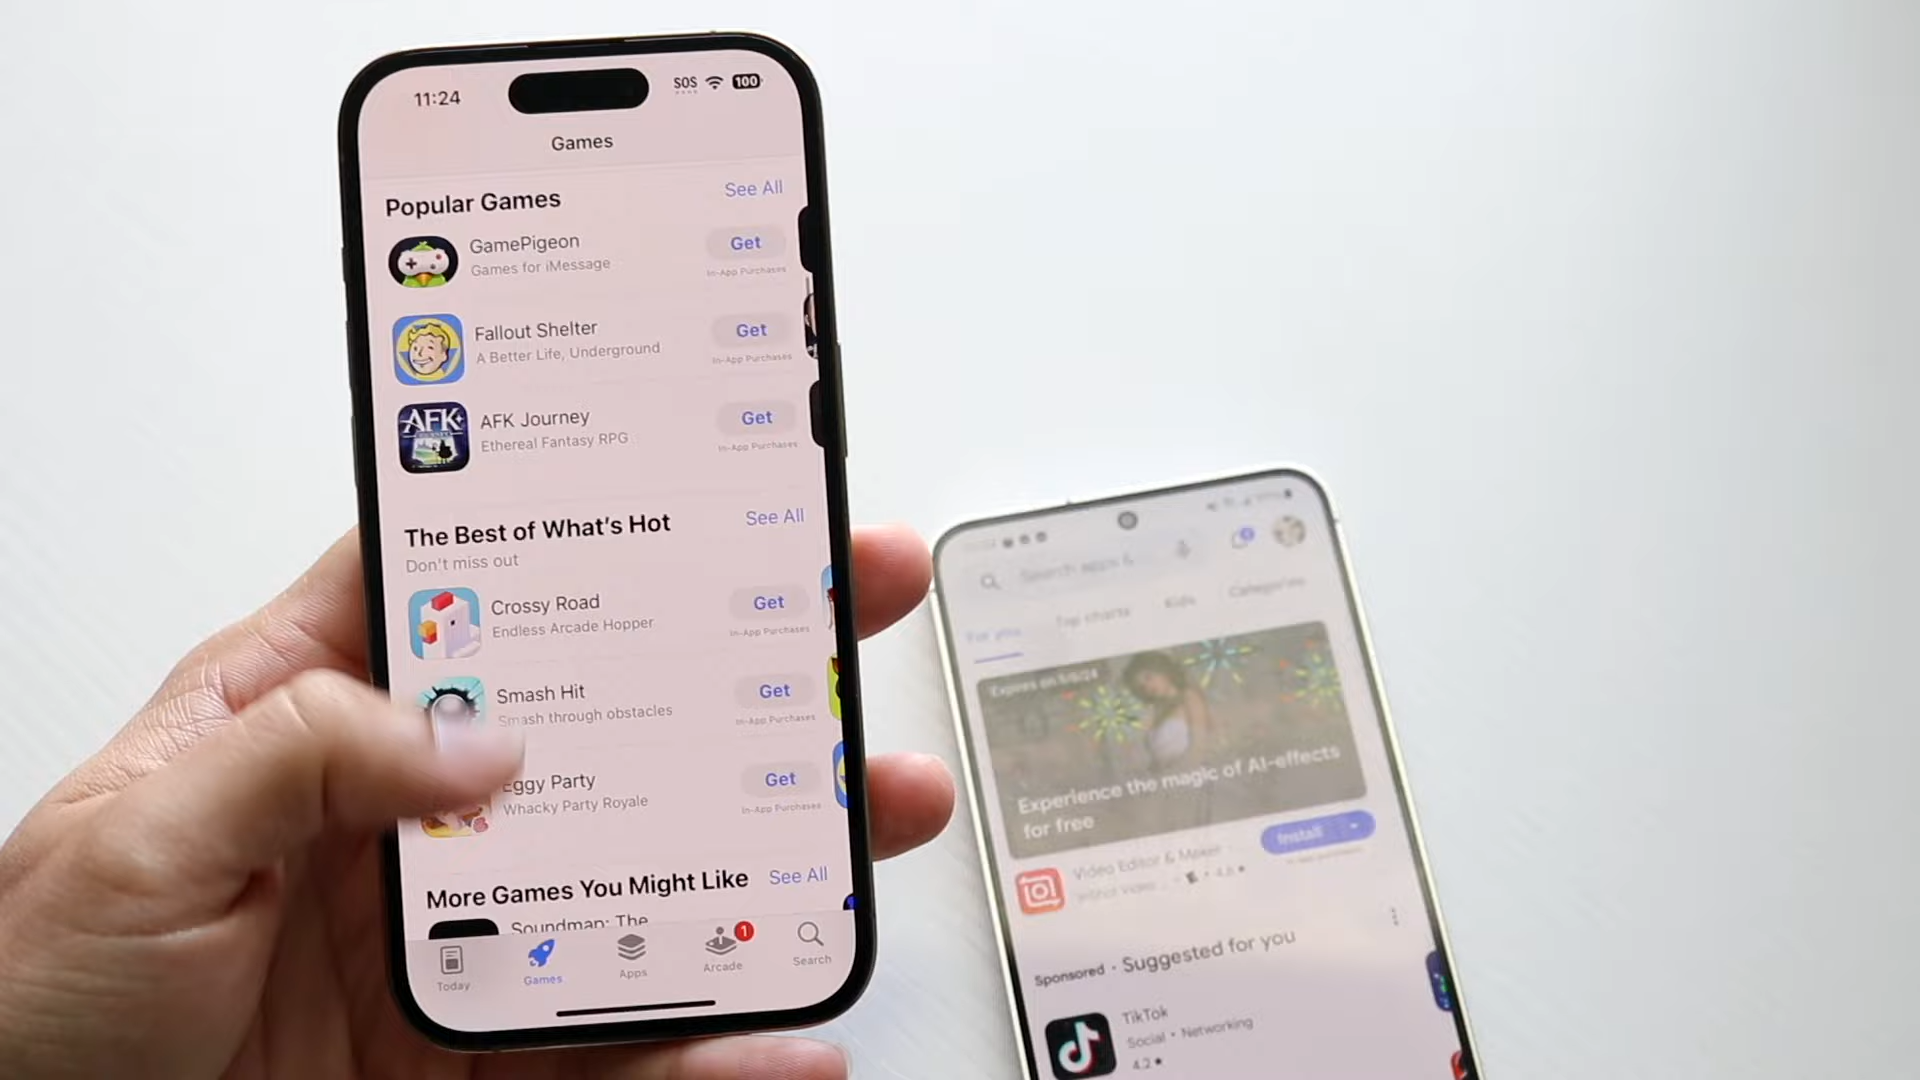 11:24
SOS
100
Games
Popular Games
See All
GamePigeon
Games for iMessage
Get
In-App Purchases
Fallout Shelter
A Better Life, Underground
Get
In-App Purchases
AFK
AFK Journey
Ethereal Fantasy RPG
Get
In-App Purchases
The Best of What's Hot
See All
Don't miss out
Crossy Road
Endless Arcade Hopper
Get
In-App Purchases
Smash Hit
Smash through obstacles
Get
In-App Purchases
Eggy Party
Whacky Party Royale
Get
In-App Purchases
More Games You Might Like
See All
Soundmap: The
Today
Games
Apps
Arcade
1
Search
Search apps &
For you
Top charts
Kids
Categories
Expires on
Experience the magic of AI-effects
for free
Install
Video Editor & Maker
4.6★
Sponsored · Suggested for you
TikTok
Social • Networking
4.2★